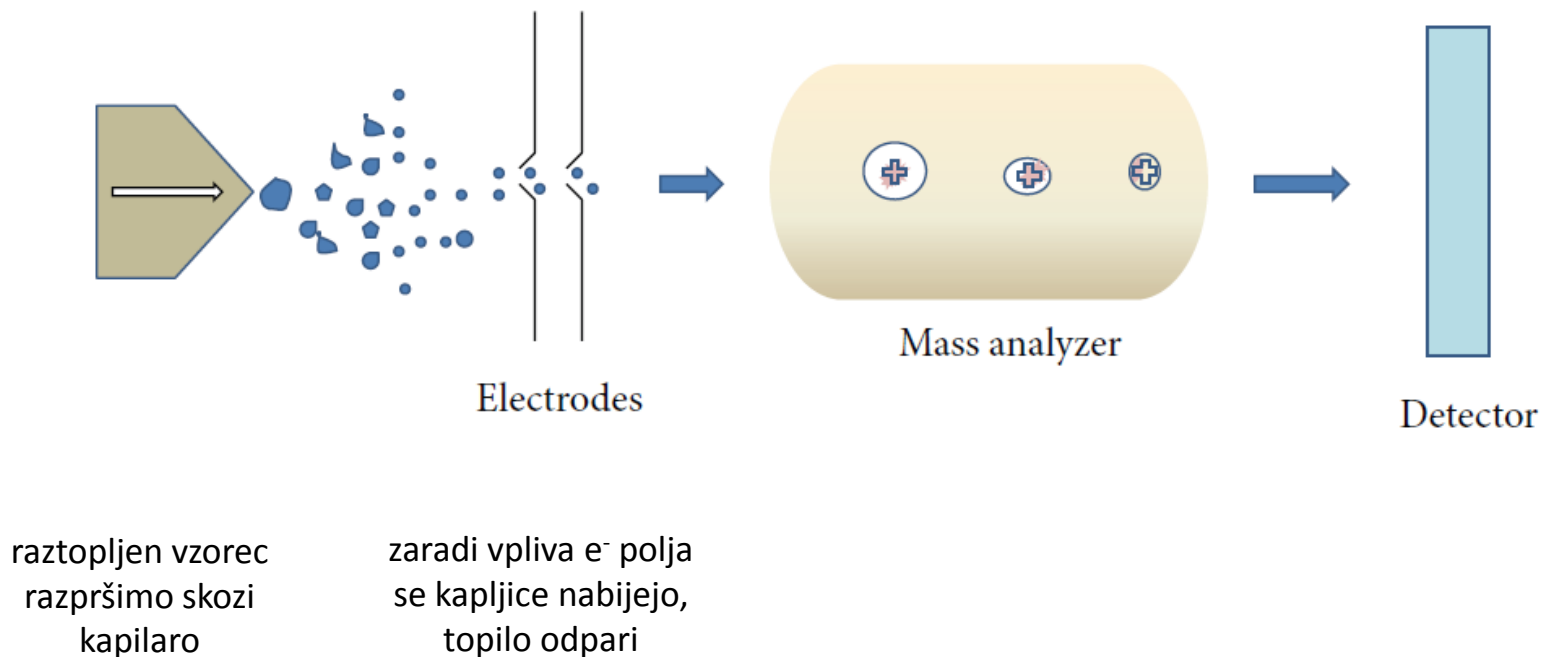 Electrodes
Mass analyzer
Detector
raztopljen vzorec
razpršimo skozi
kapilaro
zaradi vpliva e⁻ polja
se kapljice nabijejo,
topilo odpari